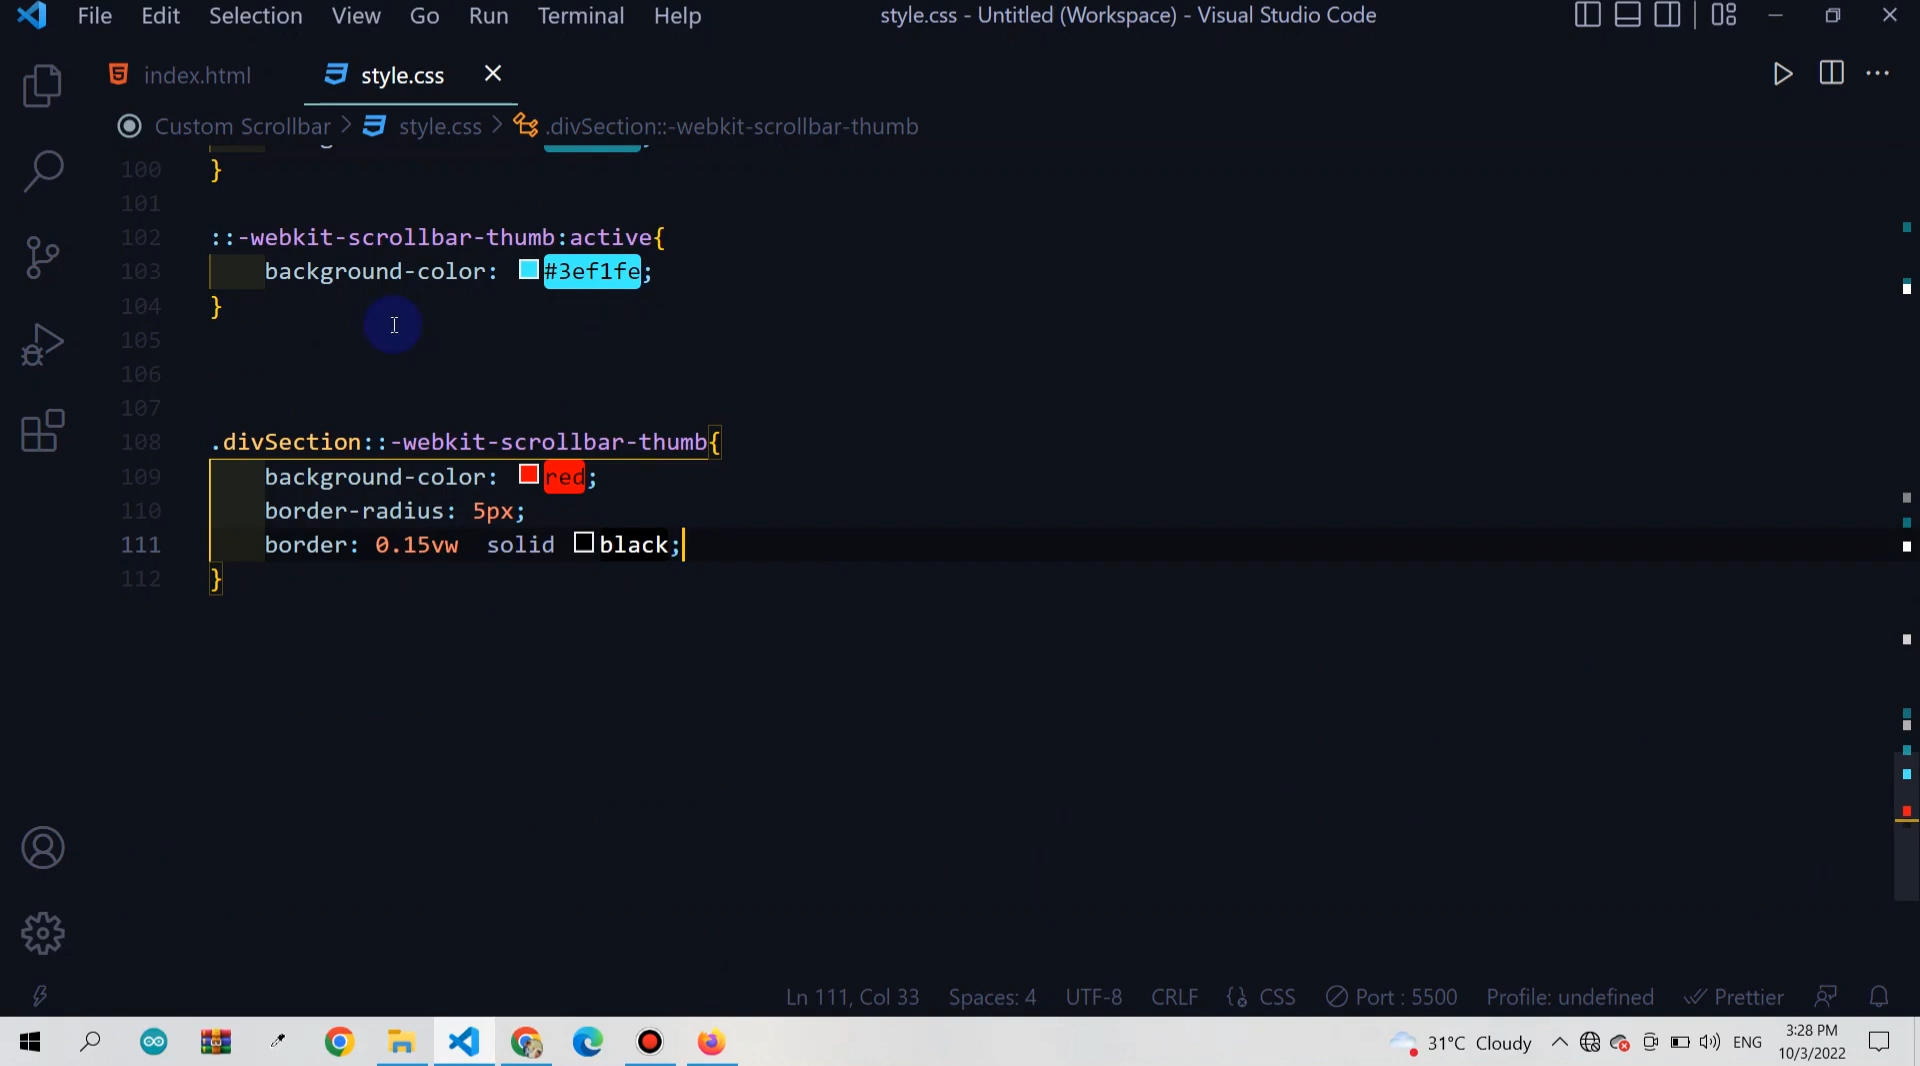 File Edit Selection View Go Run Terminal Help style.css - Untitled (Workspace) - Visual Studio Code
index.html style.css
Custom Scrollbar > style.css > .divSection::-webkit-scrollbar-thumb
100 }
101
102 ::-webkit-scrollbar-thumb:active{
103 background-color: #3ef1fe;
104 }
105
106
107
108 .divSection::-webkit-scrollbar-thumb{
109 background-color: red;
110 border-radius: 5px;
111 border: 0.15vw  solid black;
112 }
Ln 111, Col 33 Spaces: 4 UTF-8 CRLF CSS Port : 5500 Profile: undefined Prettier
31°C Cloudy ENG 3:28 PM
10/3/2022